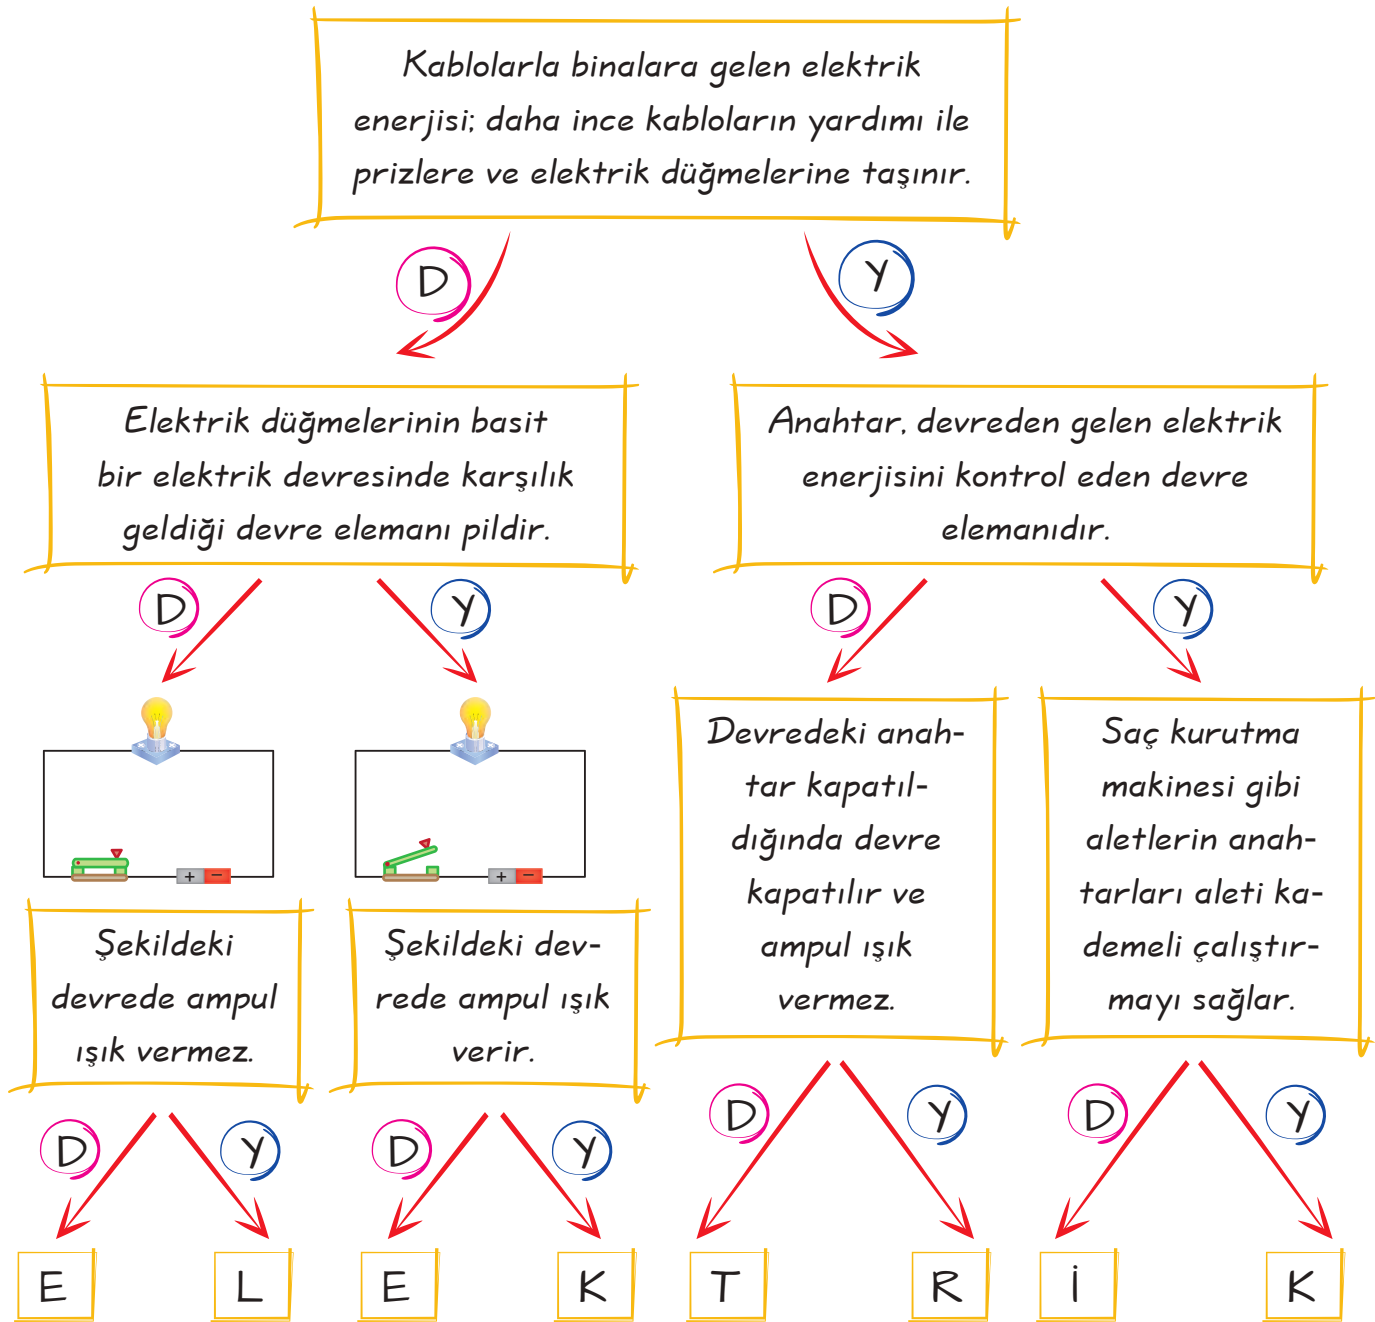 Kablolarla binalara gelen elektrik
enerjisi; daha ince kabloların yardımı ile
prizlere ve elektrik düğmelerine taşınır.
D
Y
Elektrik düğmelerinin basit
bir elektrik devresinde karşılık
geldiği devre elemanı pildir.
Anahtar, devreden gelen elektrik
enerjisini kontrol eden devre
elemanıdır.
D
Y
D
Y
+ −
+ −
Şekildeki
devrede ampul
ışık vermez.
Şekildeki dev-
rede ampul ışık
verir.
Devredeki anah-
tar kapatıl-
dığında devre
kapatılır ve
ampul ışık
vermez.
Saç kurutma
makinesi gibi
aletlerin anah-
tarları aleti ka-
demeli çalıştır-
mayı sağlar.
D
Y
D
Y
D
Y
D
Y
E
L
E
K
T
R
İ
K